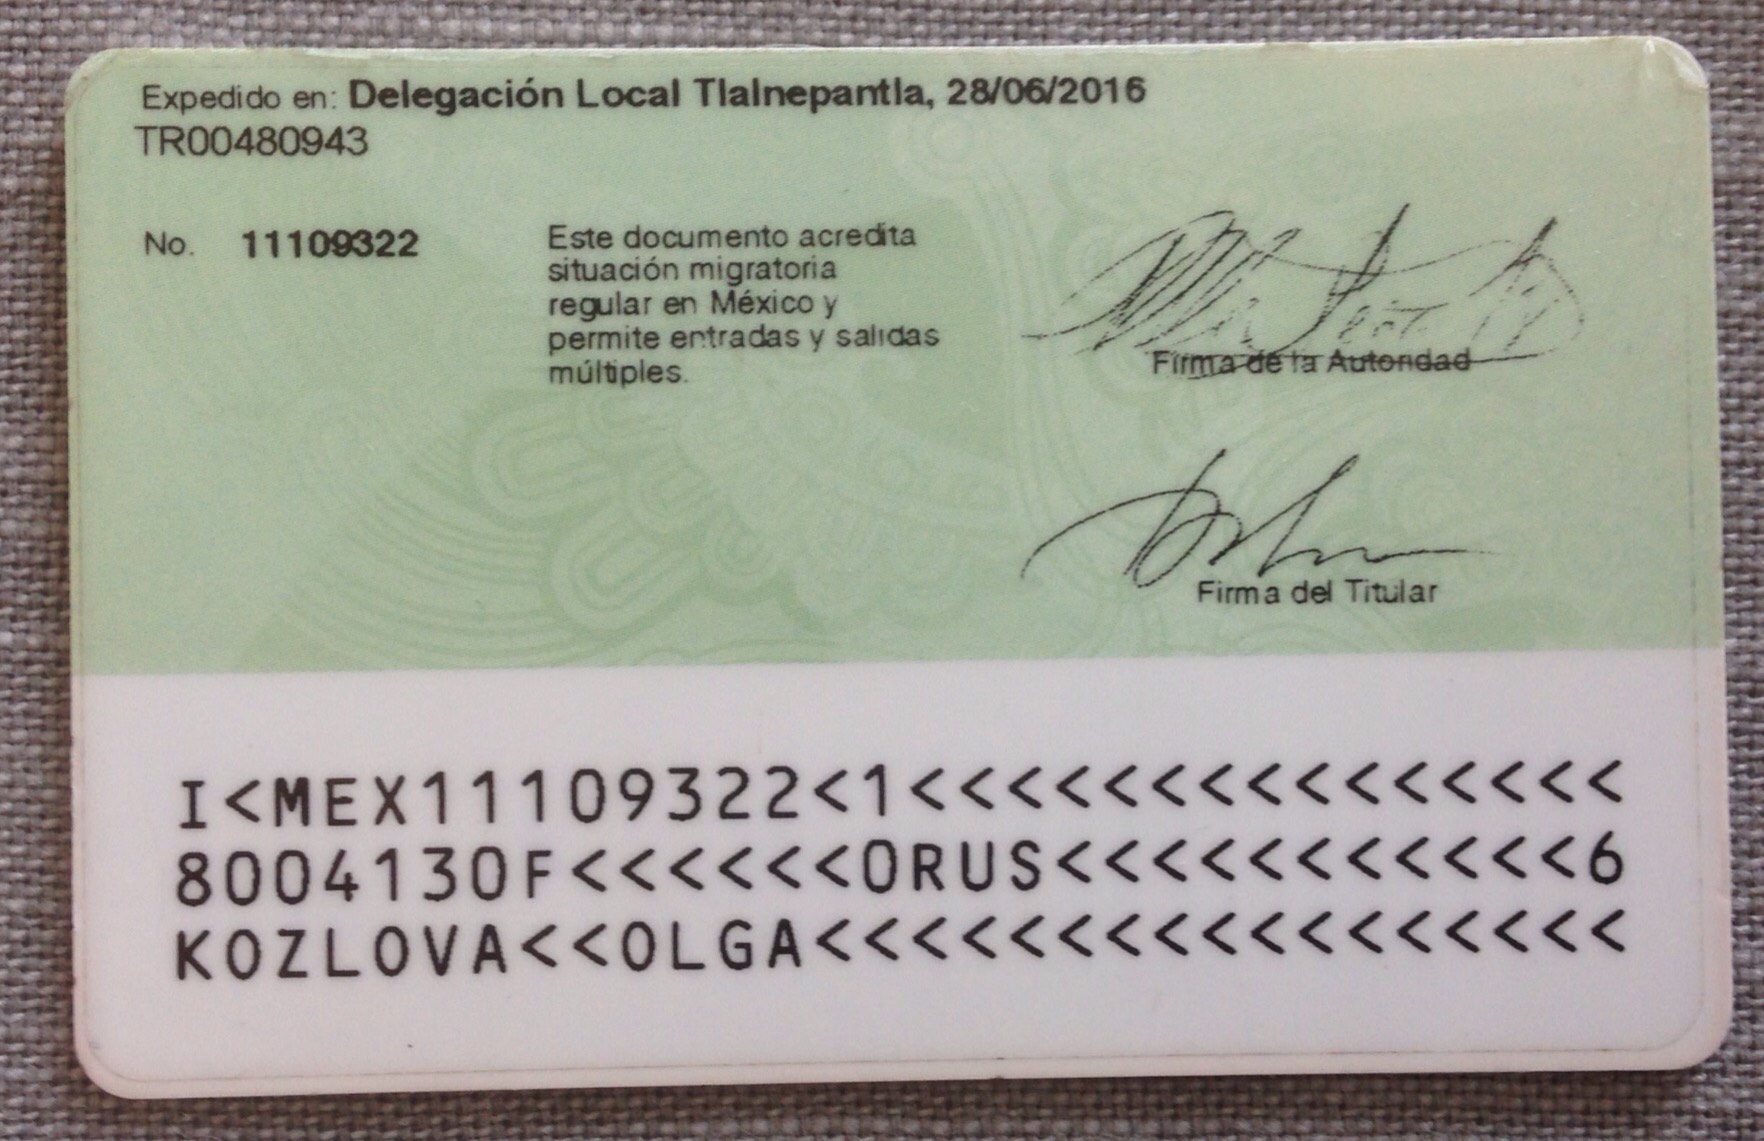 Expedido en: Delegación Local Tlalnepantla, 28/06/2016
TR00480943
No. 11109322
Este documento acredita
situación migratoria
regular en México y
permite entradas y salidas
múltiples.
Firma de la Autoridad
Firma del Titular
I<MEX11109322<1<<<<<<<<<<<<<<<
8004130F<<<<<<0RUS<<<<<<<<<<<6
KOZLOVA<<OLGA<<<<<<<<<<<<<<<<<